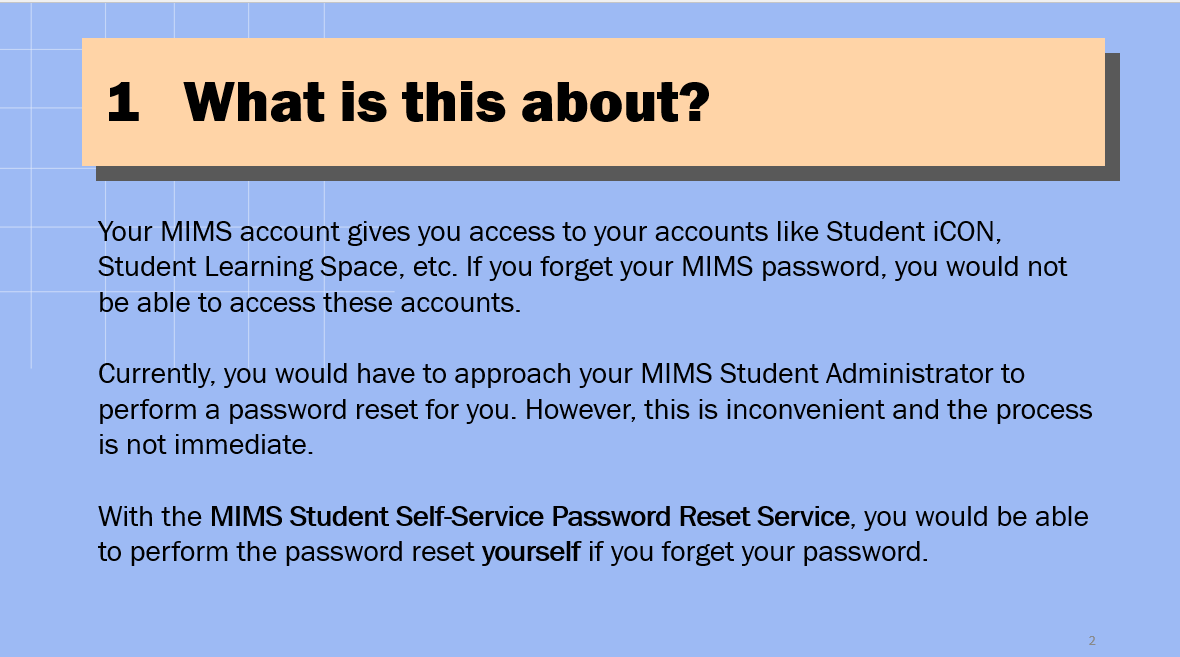 1 What is this about?
Your MIMS account gives you access to your accounts like Student iCON,
Student Learning Space, etc. If you forget your MIMS password, you would not
be able to access these accounts.
Currently, you would have to approach your MIMS Student Administrator to
perform a password reset for you. However, this is inconvenient and the process
is not immediate.
With the MIMS Student Self-Service Password Reset Service, you would be able
to perform the password reset yourself if you forget your password.
2